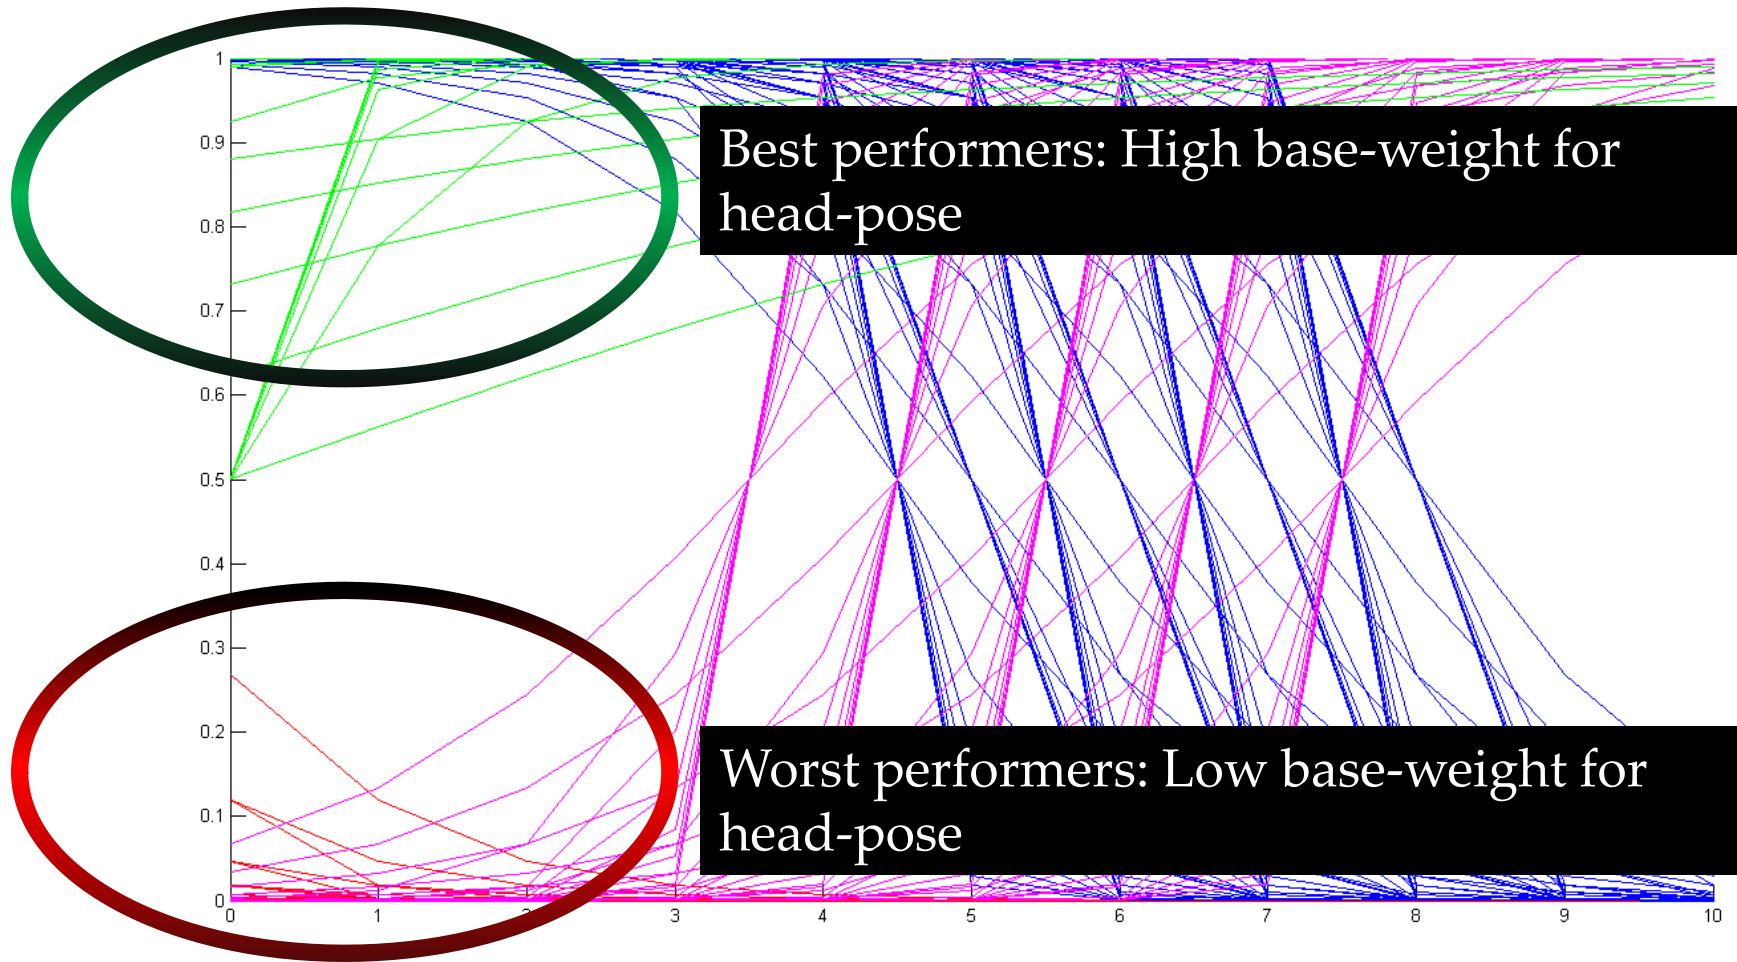 1
0.9
Best performers: High base-weight for
head-pose
0.8
0.7
0.6
0.5
0.4
0.3
0.2
Worst performers: Low base-weight for
head-pose
0.1
0
0 1 2 3 4 5 6 7 8 9 10